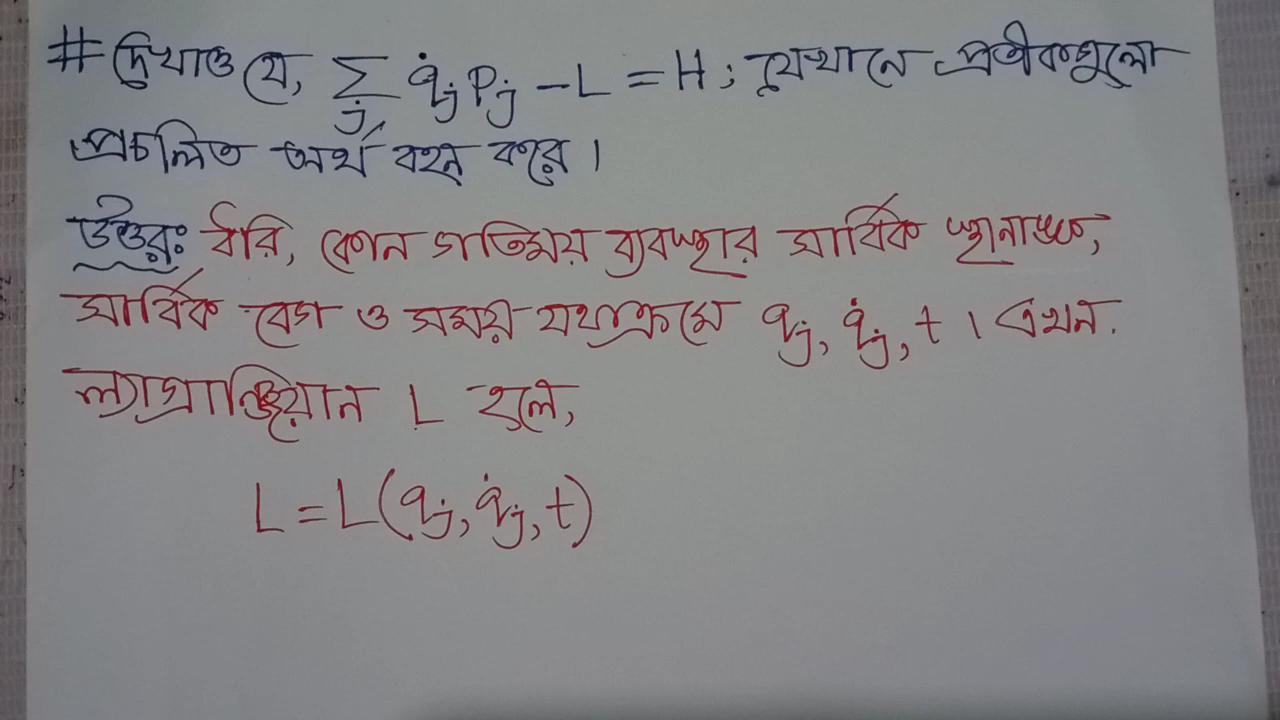 # দেখাও যে, ∑ⱼ q̇ⱼ Pⱼ – L = H ; যেখানে প্রতীকগুলো
প্রচলিত অর্থ বহন করে ।
উত্তরঃ ধরি, কোন গতিময় ব্যবস্থার সার্বিক স্থানাঙ্ক,
সার্বিক বেগ ও সময় যথাক্রমে qⱼ, q̇ⱼ, t । এখন
ল্যাগ্রাঞ্জিয়ান L হলে,
L = L(qⱼ, q̇ⱼ, t)